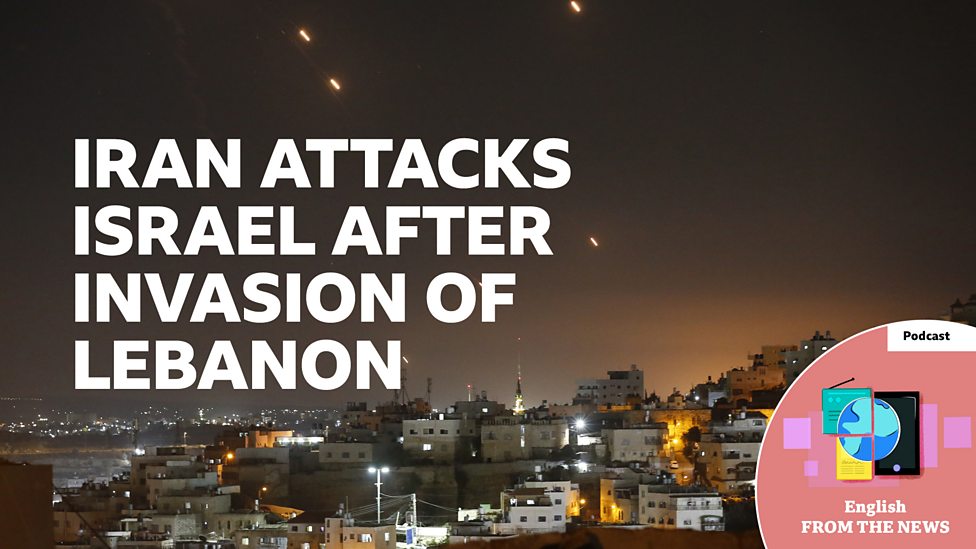 IRAN ATTACKS
ISRAEL AFTER
INVASION OF
LEBANON
Podcast
English
FROM THE NEWS